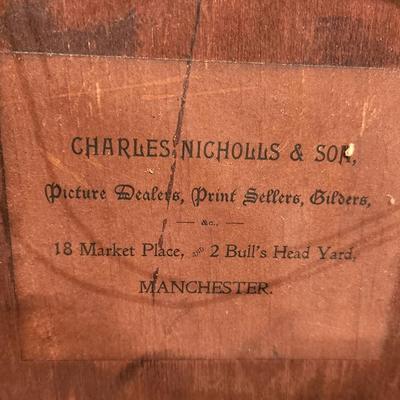 CHARLES NICHOLLS & SON,
Picture Dealers, Print Sellers, Gilders,
— &c., —
18 Market Place, AND 2 Bull's Head Yard,
MANCHESTER.